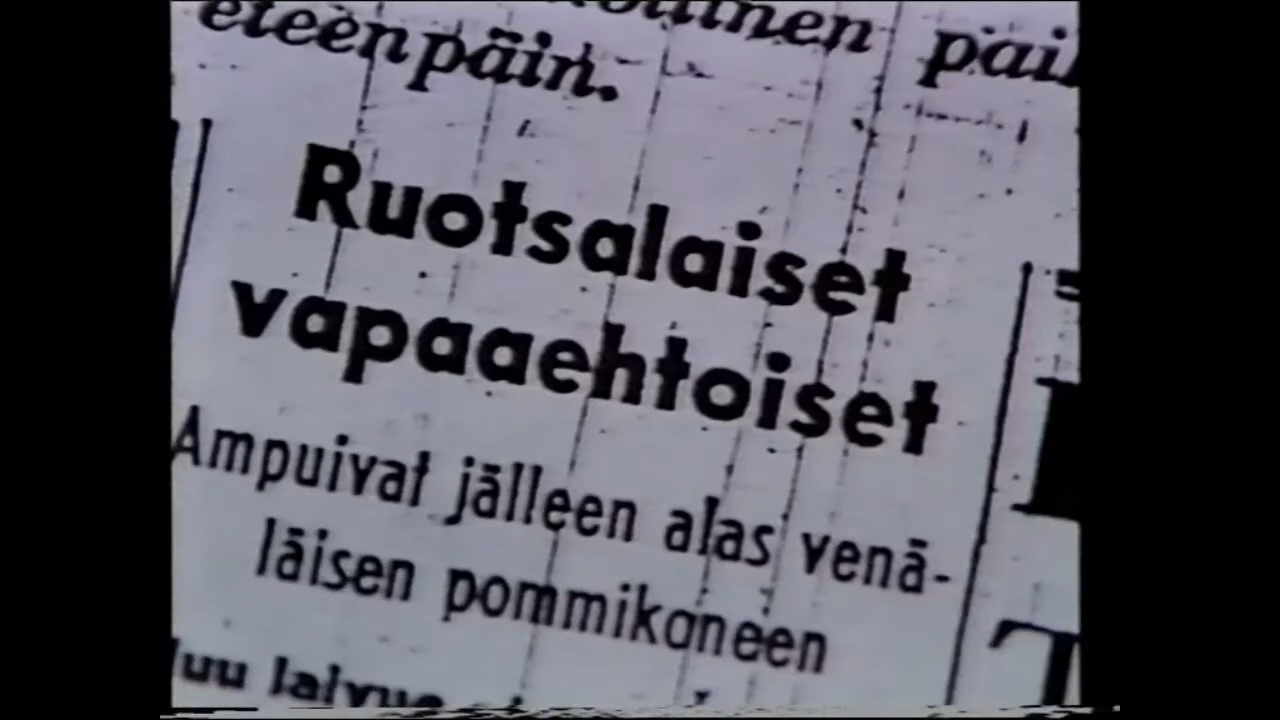 eteenpäin.
Ruotsalaiset
vapaaehtoiset
Ampuivat jälleen alas venä-
läisen pommikoneen